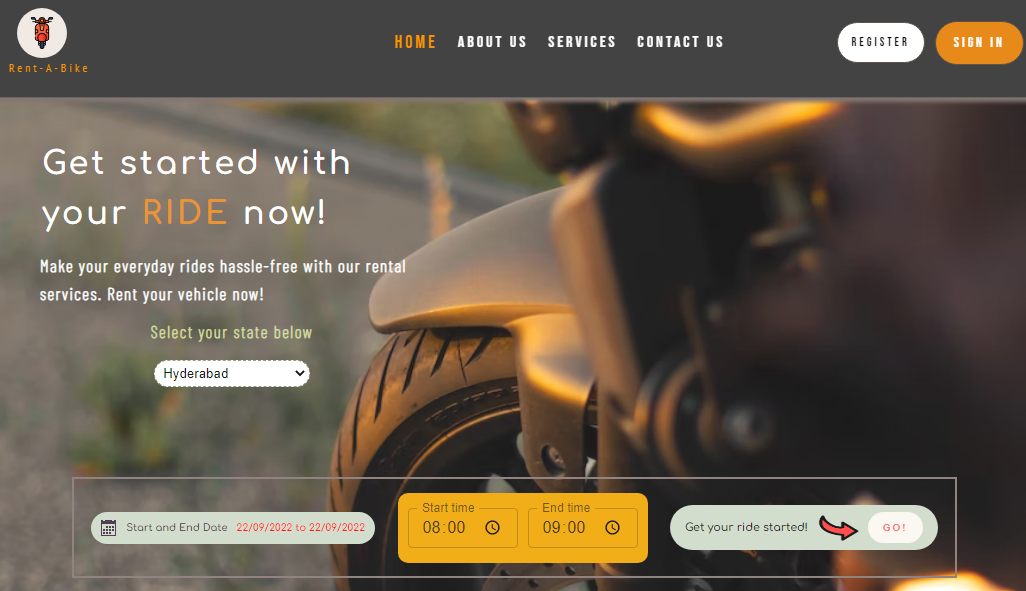 Rent-A-Bike
HOME ABOUT US SERVICES CONTACT US
REGISTER
SIGN IN
Get started with
your RIDE now!
Make your everyday rides hassle-free with our rental
services. Rent your vehicle now!
Select your state below
Hyderabad
Start and End Date 22/09/2022 to 22/09/2022
Start time
08:00
End time
09:00
Get your ride started!
GO!